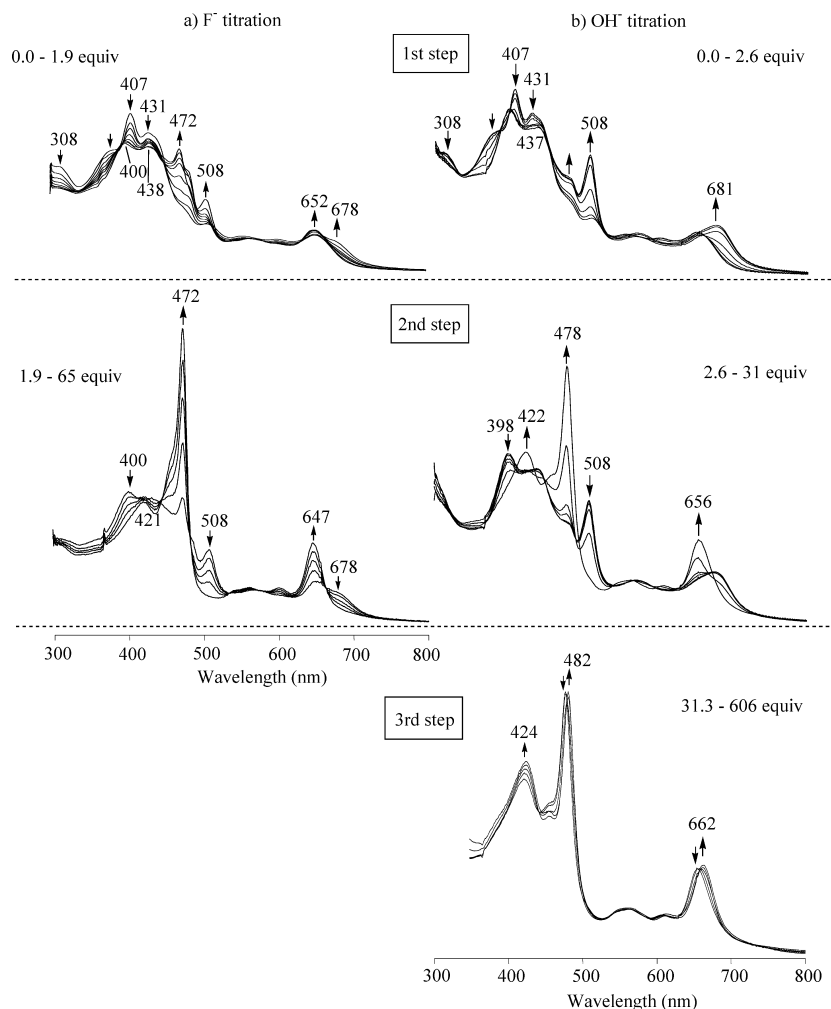 a) F⁻ titration
b) OH⁻ titration
1st step
0.0 - 1.9 equiv
0.0 - 2.6 equiv
308
407
431
472
400
438
508
652
678
308
407
431
437
508
681
2nd step
1.9 - 65 equiv
2.6 - 31 equiv
472
400
421
508
647
678
478
398
422
508
656
300 400 500 600 700 800
Wavelength (nm)
3rd step
31.3 - 606 equiv
482
424
662
300 400 500 600 700 800
Wavelength (nm)